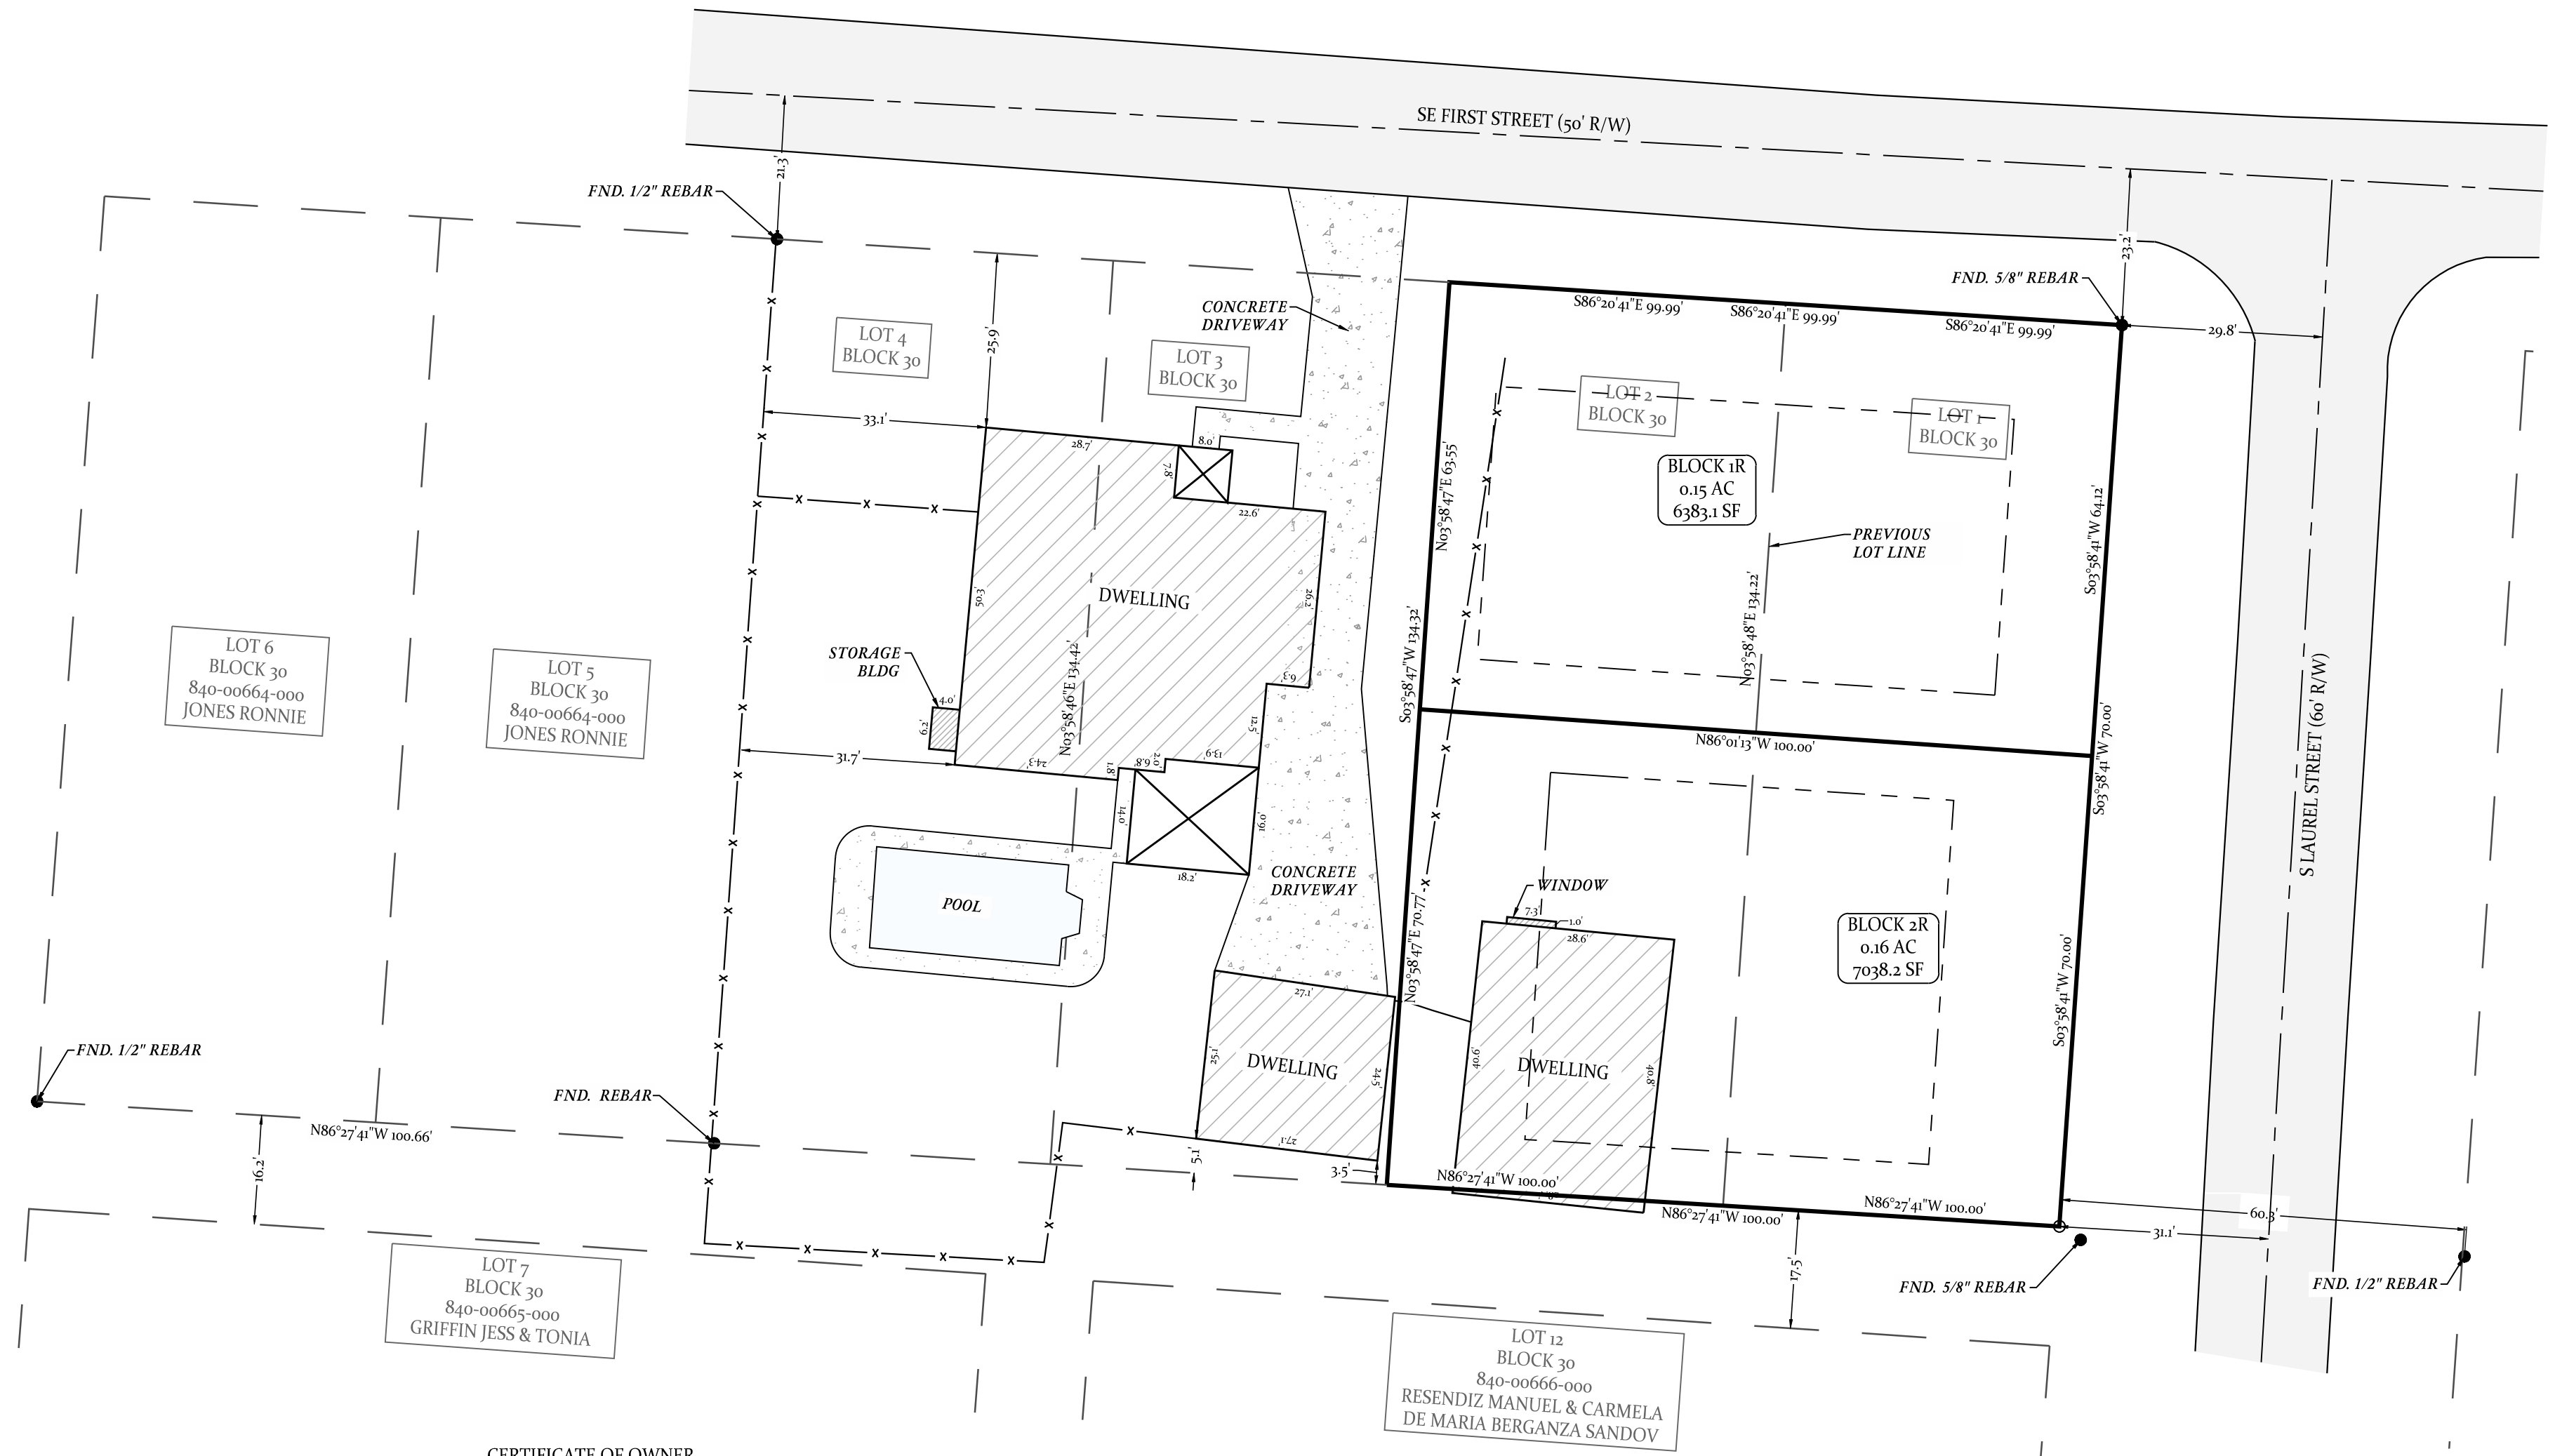 SE FIRST STREET (50' R/W)
21.3'
FND. 1/2" REBAR
23.2'
FND. 5/8" REBAR
29.8'
S86°20'41"E 99.99'
S86°20'41"E 99.99'
S86°20'41"E 99.99'
CONCRETE
DRIVEWAY
LOT 4
BLOCK 30
25.9'
LOT 3
BLOCK 30
LOT 2
BLOCK 30
LOT 1
BLOCK 30
33.1'
28.7'
8.0'
7.8'
22.6'
N03°58'47"E 63.55'
BLOCK 1R
0.15 AC
6383.1 SF
S03°58'41"W 64.12'
PREVIOUS
LOT LINE
50.3'
DWELLING
26.2'
N03°58'48"E 134.22'
S03°58'47"W 134.32'
LOT 6
BLOCK 30
840-00664-000
JONES RONNIE
LOT 5
BLOCK 30
840-00664-000
JONES RONNIE
STORAGE
BLDG
4.0'
6.2'
N03°58'46"E 134.42'
6.3'
12.5'
31.7'
24.3'
1.8'
6.8'
2.0'
13.9'
N86°01'13"W 100.00'
S03°58'41"W 70.00'
S LAUREL STREET (60' R/W)
14.0'
16.0'
18.2'
CONCRETE
DRIVEWAY
POOL
WINDOW
7.3'
1.0'
28.6'
N03°58'47"E 70.77'
BLOCK 2R
0.16 AC
7038.2 SF
S03°58'41"W 70.00'
27.1'
25.1'
DWELLING
24.5'
27.1'
40.6'
DWELLING
40.8'
FND. 1/2" REBAR
FND. REBAR
N86°27'41"W 100.66'
16.2'
5.1'
3.5'
N86°27'41"W 100.00'
N86°27'41"W 100.00'
N86°27'41"W 100.00'
60.3'
31.1'
17.5'
FND. 5/8" REBAR
FND. 1/2" REBAR
LOT 7
BLOCK 30
840-00665-000
GRIFFIN JESS & TONIA
LOT 12
BLOCK 30
840-00666-000
RESENDIZ MANUEL & CARMELA
DE MARIA BERGANZA SANDOV
CERTIFICATE OF OWNER